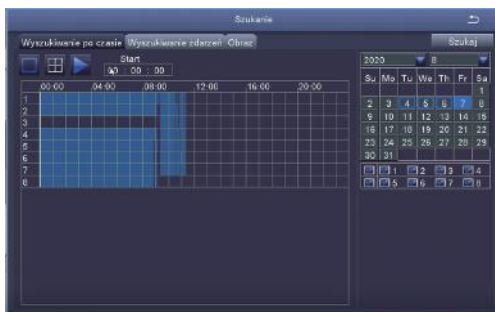 Szukanie
Wyszukiwanie po czasie Wyszukiwanie zdarzeń Obraz Szukaj
Start
00 : 00 : 00
2020 8
Su Mo Tu We Th Fr Sa
1
2 3 4 5 6 7 8
9 10 11 12 13 14 15
16 17 18 19 20 21 22
23 24 25 26 27 28 29
30 31
00:00 04:00 08:00 12:00 16:00 20:00
1
2
3
4
5
6
7
8
1 2 3 4
5 6 7 8